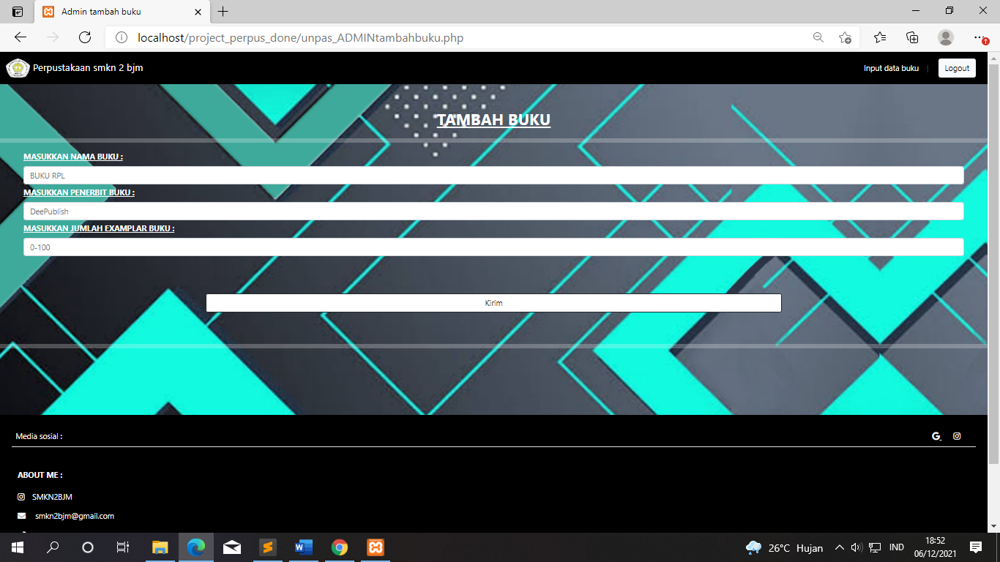 Admin tambah buku
localhost/project_perpus_done/unpas_ADMINtambahbuku.php
Perpustakaan smkn 2 bjm
Input data buku | Logout
TAMBAH BUKU
MASUKKAN NAMA BUKU :
BUKU RPL
MASUKKAN PENERBIT BUKU :
DeePublish
MASUKKAN JUMLAH EXAMPLAR BUKU :
0-100
Kirim
Media sosial :
ABOUT ME :
SMKN2BJM
smkn2bjm@gmail.com
26°C Hujan
IND
18:52
06/12/2021